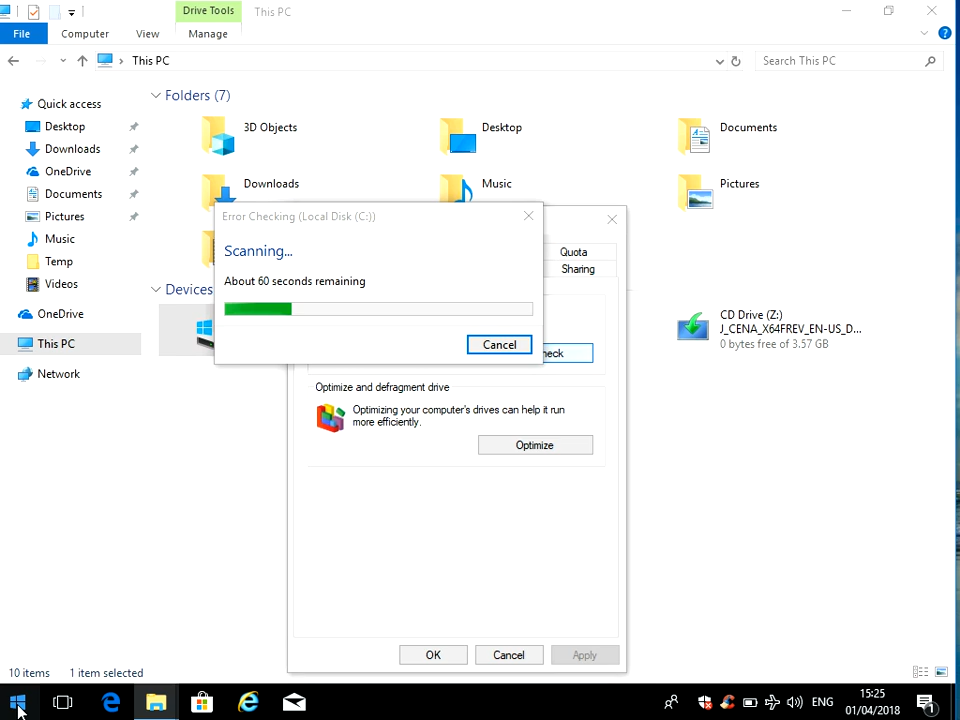 Drive Tools
This PC
File
Computer
View
Manage
This PC
Search This PC
Quick access
Desktop
Downloads
OneDrive
Documents
Pictures
Music
Temp
Videos
OneDrive
This PC
Network
Folders (7)
3D Objects
Desktop
Documents
Downloads
Music
Pictures
Devices
CD Drive (Z:)
J_CENA_X64FREV_EN-US_D...
0 bytes free of 3.57 GB
Error Checking (Local Disk (C:))
Scanning...
About 60 seconds remaining
Cancel
Quota
Sharing
heck
Optimize and defragment drive
Optimizing your computer's drives can help it run
more efficiently.
Optimize
OK
Cancel
Apply
10 items
1 item selected
ENG
15:25
01/04/2018
1